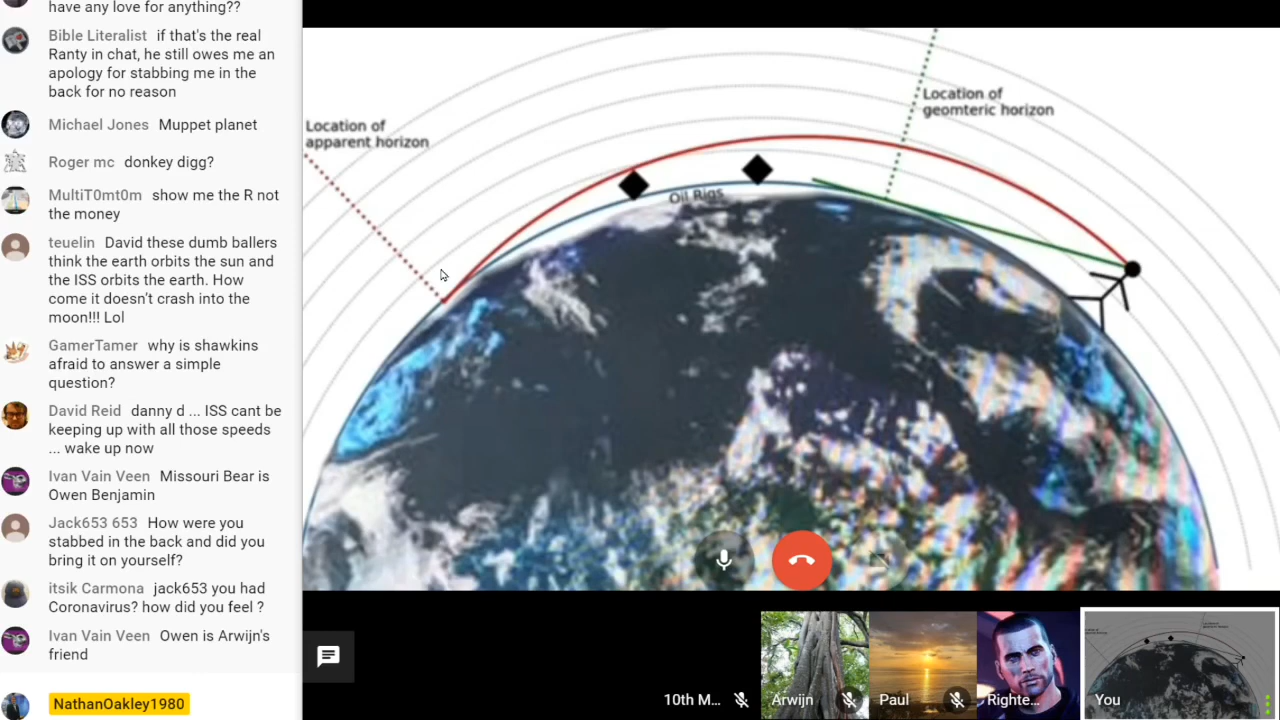 have any love for anything??
Bible Literalist if that's the real
Ranty in chat, he still owes me an
apology for stabbing me in the
back for no reason
Michael Jones Muppet planet
Roger mc donkey digg?
MultiT0mt0m show me the R not
the money
teuelin David these dumb ballers
think the earth orbits the sun and
the ISS orbits the earth. How
come it doesn't crash into the
moon!!! Lol
GamerTamer why is shawkins
afraid to answer a simple
question?
David Reid danny d ... ISS cant be
keeping up with all those speeds
... wake up now
Ivan Vain Veen Missouri Bear is
Owen Benjamin
Jack653 653 How were you
stabbed in the back and did you
bring it on yourself?
itsik Carmona jack653 you had
Coronavirus? how did you feel ?
Ivan Vain Veen Owen is Arwijn's
friend
NathanOakley1980
Location of
apparent horizon
Location of
geomteric horizon
Oil Rigs
10th M...
Arwijn
Paul
Righte...
You